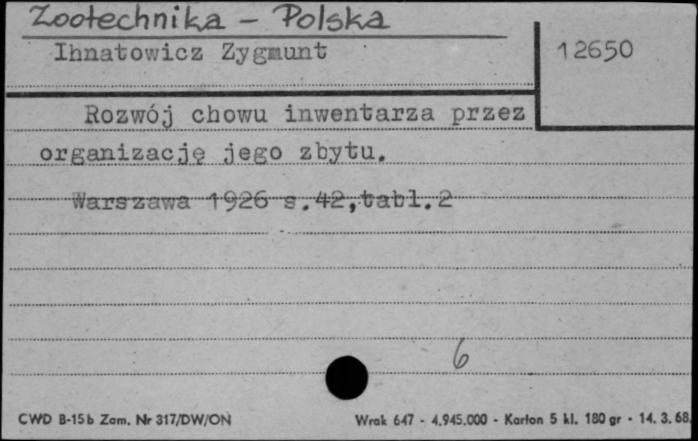 Zootechnika - Polska
Ihnatowicz Zygmunt
12650
Rozwój chowu inwentarza przez
organizację jego zbytu.
Warszawa 1926 s.42,tabl.2
6
CWD B-15b Zam. Nr 317/DW/ON
Wrak 647 - 4.945.000 - Karton 5 kl. 180 gr - 14. 3. 68